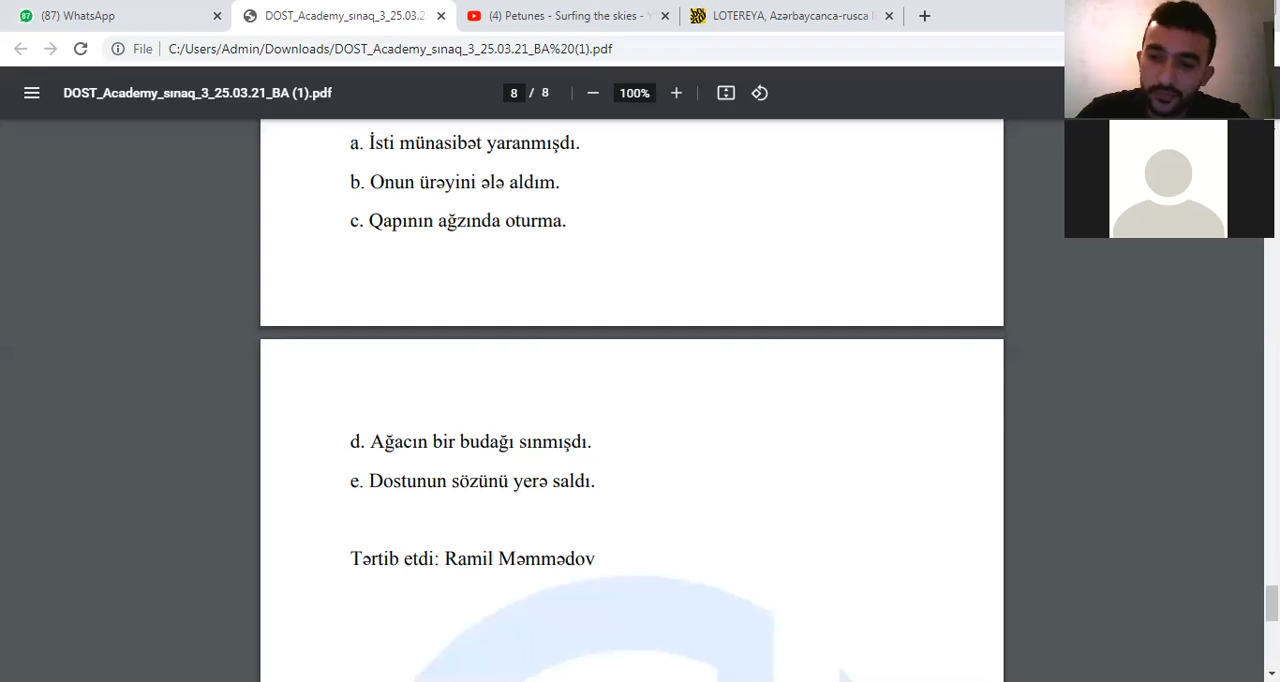 (87) WhatsApp
DOST_Academy_sınaq_3_25.03.2
(4) Petunes - Surfing the skies - Y
LOTEREYA, Azərbaycanca-rusca l
File
C:/Users/Admin/Downloads/DOST_Academy_sınaq_3_25.03.21_BA%20(1).pdf
DOST_Academy_sınaq_3_25.03.21_BA (1).pdf
8 / 8
100%
a. İsti münasibət yaranmışdı.
b. Onun ürəyini ələ aldım.
c. Qapının ağzında oturma.
d. Ağacın bir budağı sınmışdı.
e. Dostunun sözünü yerə saldı.
Tərtib etdi: Ramil Məmmədov